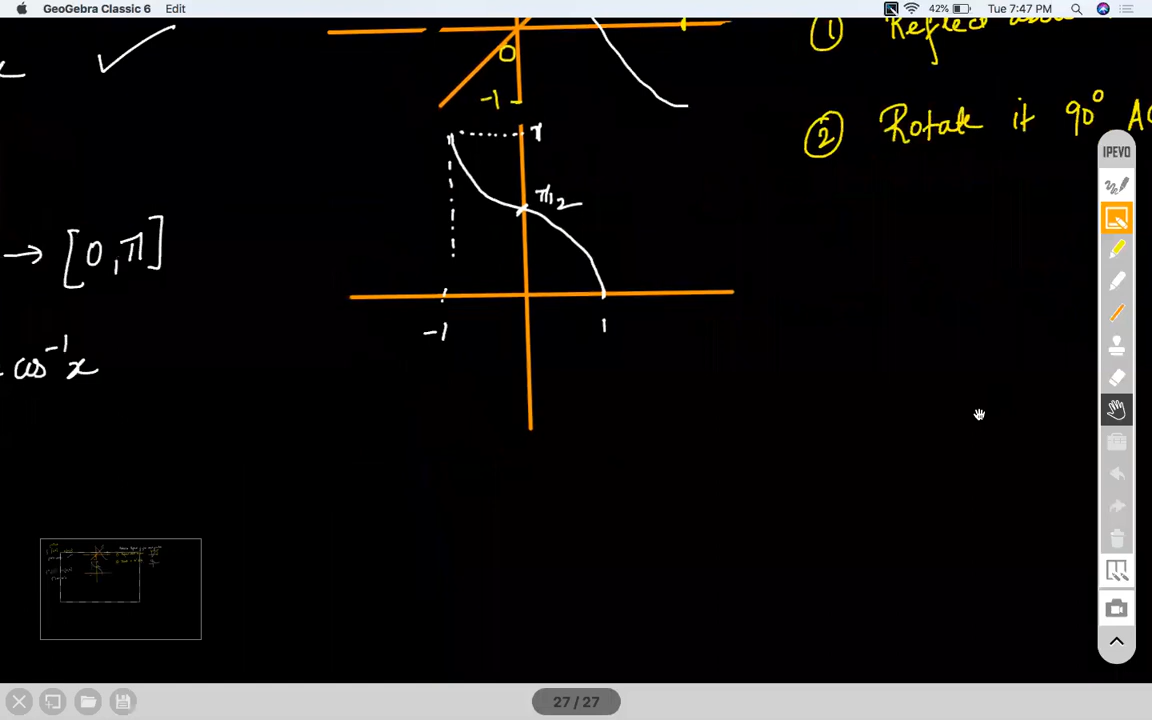 GeoGebra Classic 6 Edit 42% Tue 7:47 PM
① Reflect
x
0
-1
② Rotate it 90°
IPEVO
π
π/2
→ [0, π]
-1 1
cos⁻¹x
27 / 27